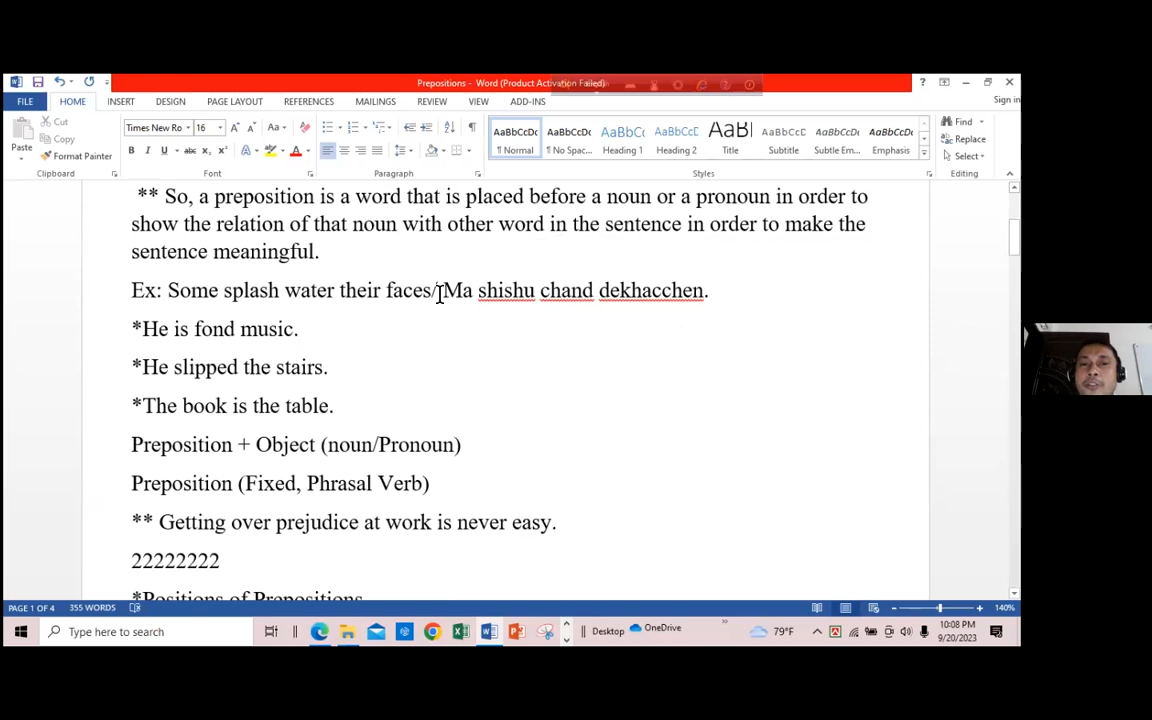 Prepositions - Word (Product Activation Failed)
FILE HOME INSERT DESIGN PAGE LAYOUT REFERENCES MAILINGS REVIEW VIEW ADD-INS Sign in
Cut
Copy
Format Painter
Paste
Times New Ro 16
AaBbCcDc AaBbCcDc AaBbC AaBbCcD AaB AaBbCcD AaBbCcDc AaBbCcDc
¶ Normal ¶ No Spac... Heading 1 Heading 2 Title Subtitle Subtle Em... Emphasis
Find
Replace
Select
Clipboard Font Paragraph Styles Editing
** So, a preposition is a word that is placed before a noun or a pronoun in order to
show the relation of that noun with other word in the sentence in order to make the
sentence meaningful.
Ex: Some splash water their faces/ Ma shishu chand dekhacchen.
*He is fond music.
*He slipped the stairs.
*The book is the table.
Preposition + Object (noun/Pronoun)
Preposition (Fixed, Phrasal Verb)
** Getting over prejudice at work is never easy.
22222222
*Positions of Prepositions
PAGE 1 OF 4 355 WORDS 140%
Type here to search Desktop OneDrive 79°F 10:08 PM
9/20/2023